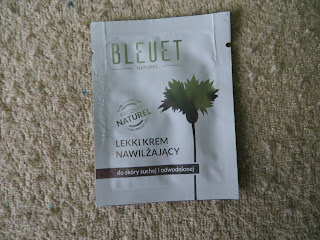 BLEUET
NATUREL
NATUREL
LEKKI KREM
NAWILŻAJĄCY
do skóry suchej i odwodnionej